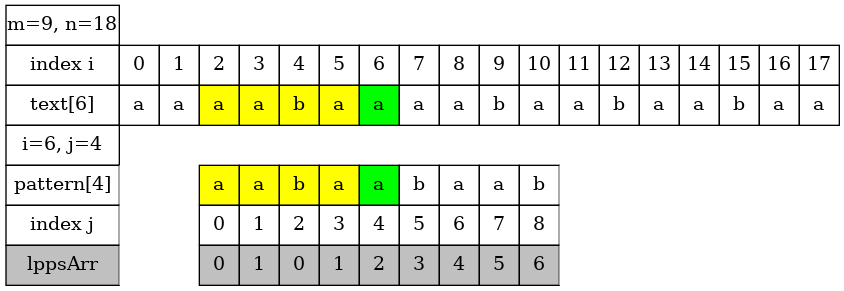 m=9, n=18
index i 0 1 2 3 4 5 6 7 8 9 10 11 12 13 14 15 16 17
text[6] a a a a b a a a a b a a b a a b a a
i=6, j=4
pattern[4] a a b a a b a a b
index j 0 1 2 3 4 5 6 7 8
lppsArr 0 1 0 1 2 3 4 5 6